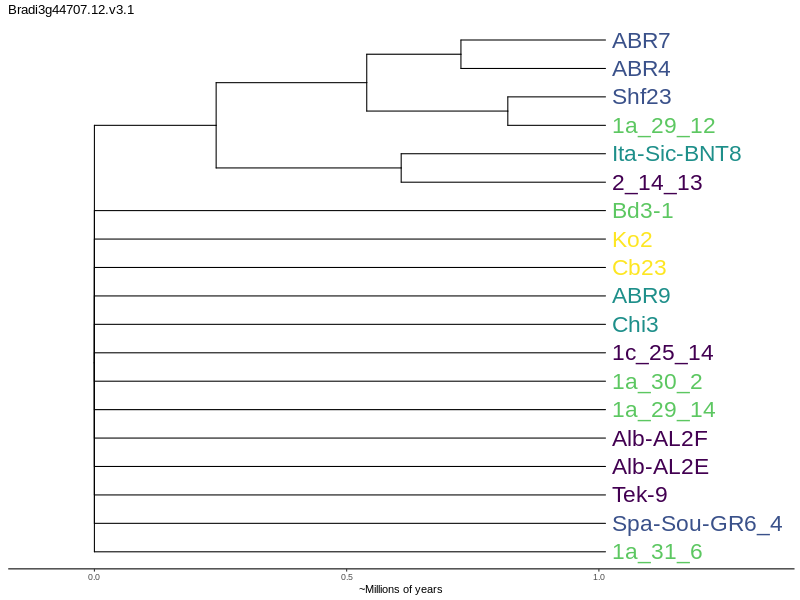 Bradi3g44707.12.v3.1
ABR7
ABR4
Shf23
1a_29_12
Ita-Sic-BNT8
2_14_13
Bd3-1
Ko2
Cb23
ABR9
Chi3
1c_25_14
1a_30_2
1a_29_14
Alb-AL2F
Alb-AL2E
Tek-9
Spa-Sou-GR6_4
1a_31_6
0.0 0.5 1.0
~Millions of years